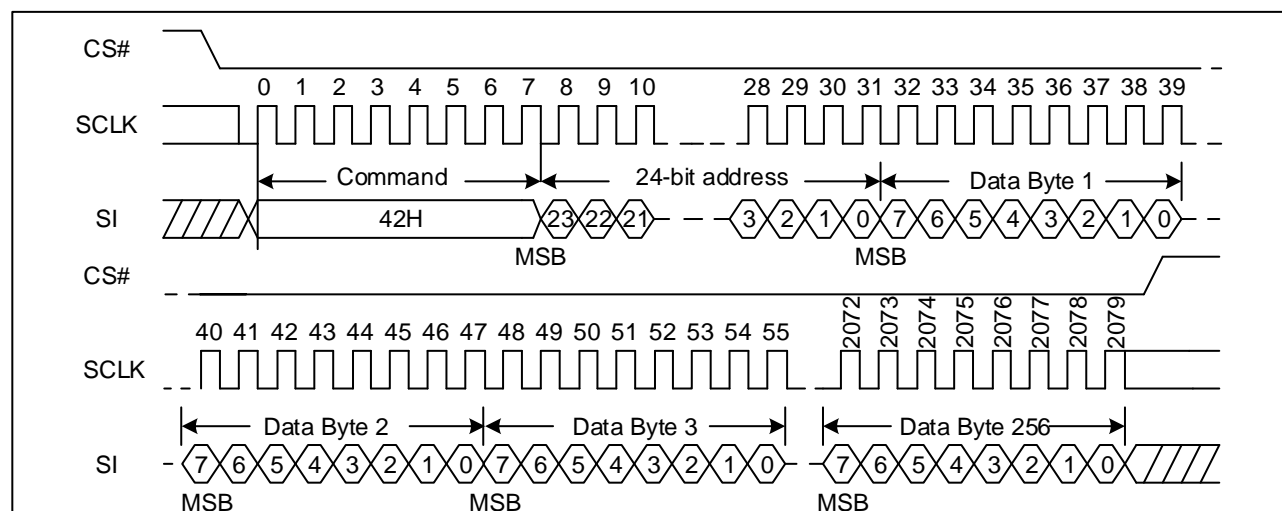 CS#
0 1 2 3 4 5 6 7 8 9 10 28 29 30 31 32 33 34 35 36 37 38 39
SCLK
Command 24-bit address Data Byte 1
SI 42H 23 22 21 3 2 1 0 7 6 5 4 3 2 1 0
MSB MSB
CS#
40 41 42 43 44 45 46 47 48 49 50 51 52 53 54 55 2072 2073 2074 2075 2076 2077 2078 2079
SCLK
Data Byte 2 Data Byte 3 Data Byte 256
SI 7 6 5 4 3 2 1 0 7 6 5 4 3 2 1 0 7 6 5 4 3 2 1 0
MSB MSB MSB